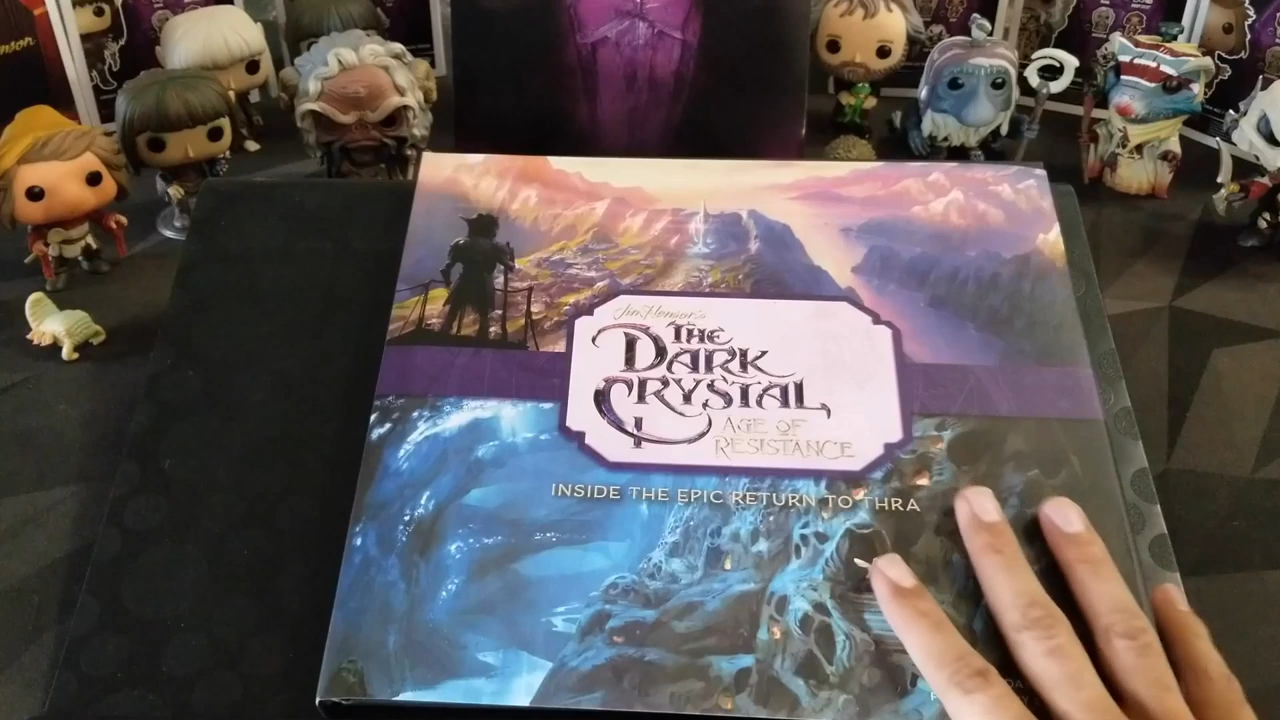 Jim Henson's
THE
DARK
CRYSTAL
AGE OF
RESISTANCE
INSIDE THE EPIC RETURN TO THRA